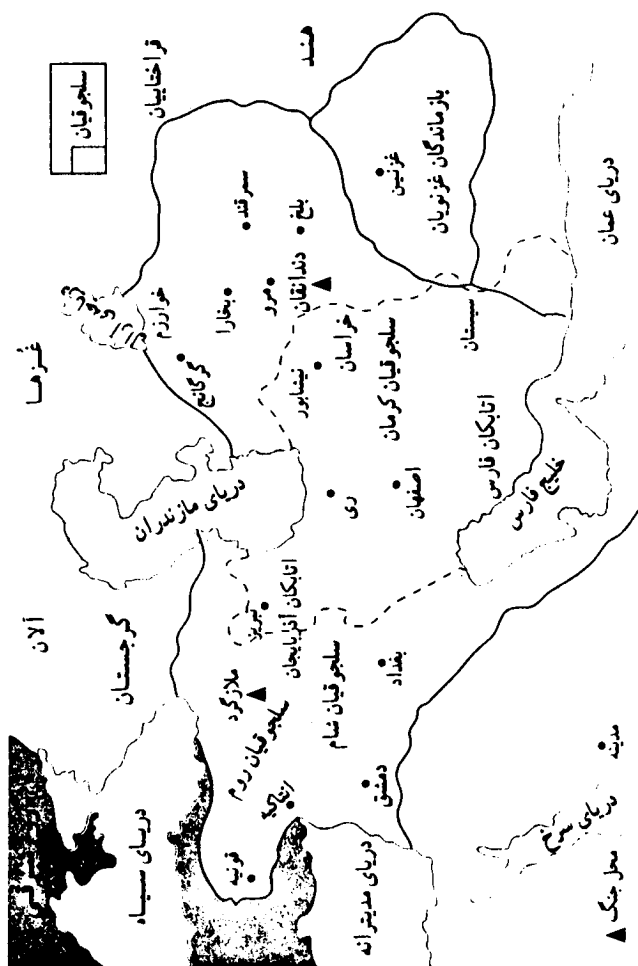 سلجوقیان
قراختاییان
هند
غُزها
آلان
گرجستان
دریای سیاه
دریای مازندران
خوارزم
گرگانج
سمرقند
بخارا
بلخ
مرو
دندانقان
غزنین
بازماندگان غزنویان
نیشابور
خراسان
سلجوقیان کرمان
سیستان
ری
اصفهان
اتابکان فارس
خلیج فارس
دریای عمان
تبریز
اتابکان آذربایجان
ملازگرد
سلجوقیان روم
سلجوقیان شام
بغداد
انتاکیه
قونیه
دمشق
دریای مدیترانه
دریای سرخ
مدینه
محل جنگ